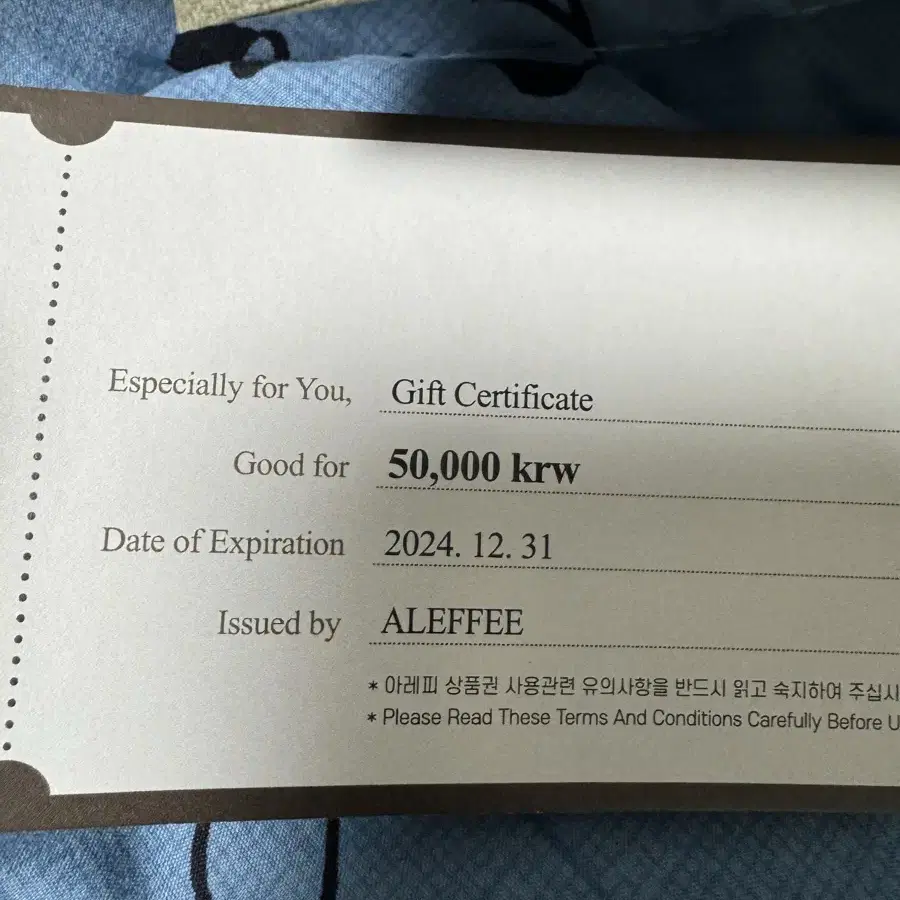 Especially for You, Gift Certificate
Good for 50,000 krw
Date of Expiration 2024. 12. 31
Issued by ALEFFEE
* 아레피 상품권 사용관련 유의사항을 반드시 읽고 숙지하여 주십시
* Please Read These Terms And Conditions Carefully Before U